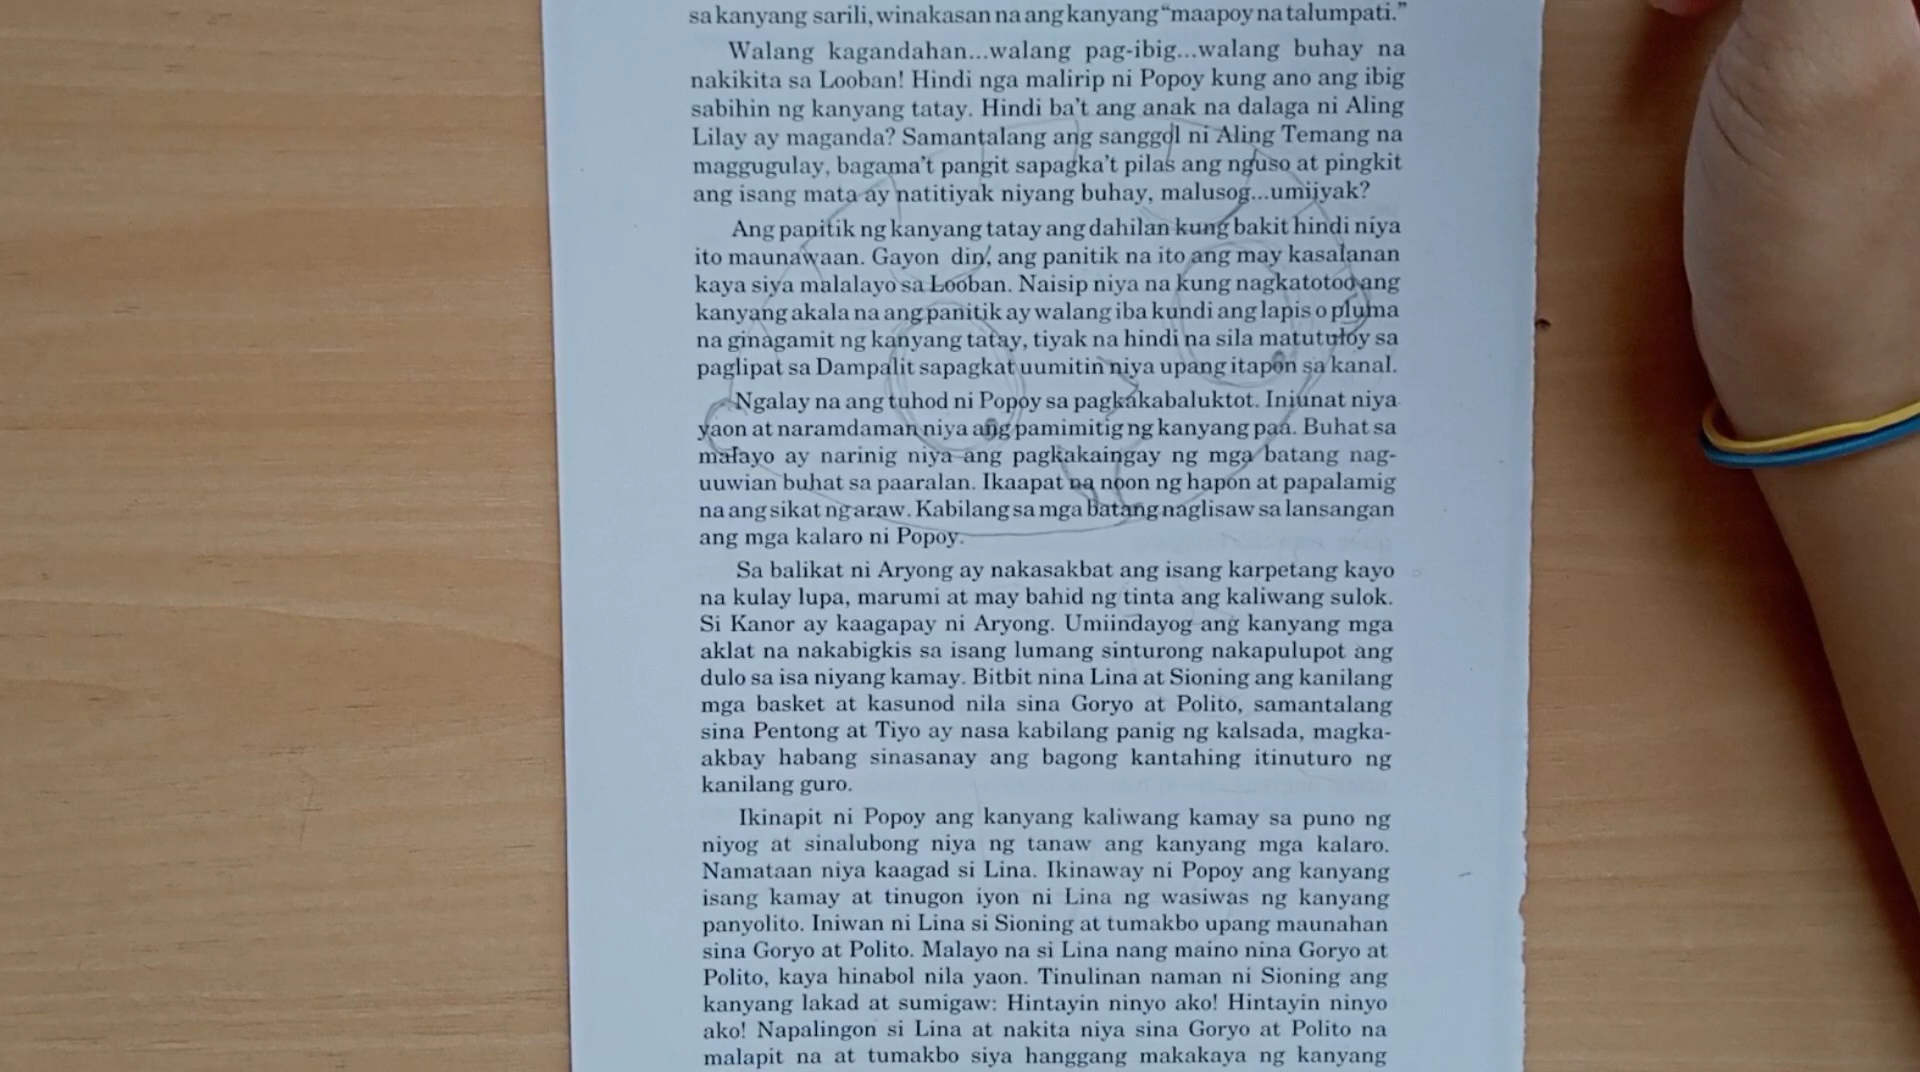 sa kanyang sarili, winakasan na ang kanyang “maapoy na talumpati.”
Walang kagandahan...walang pag-ibig...walang buhay na
nakikita sa Looban! Hindi nga malirip ni Popoy kung ano ang ibig
sabihin ng kanyang tatay. Hindi ba’t ang anak na dalaga ni Aling
Lilay ay maganda? Samantalang ang sanggol ni Aling Temang na
maggugulay, bagama’t pangit sapagka’t pilas ang nguso at pingkit
ang isang mata ay natitiyak niyang buhay, malusog...umiiyak?
Ang panitik ng kanyang tatay ang dahilan kung bakit hindi niya
ito maunawaan. Gayon din, ang panitik na ito ang may kasalanan
kaya siya malalayo sa Looban. Naisip niya na kung nagkatotoo ang
kanyang akala na ang panitik ay walang iba kundi ang lapis o pluma
na ginagamit ng kanyang tatay, tiyak na hindi na sila matutuloy sa
paglipat sa Dampalit sapagkat uumitin niya upang itapon sa kanal.
Ngalay na ang tuhod ni Popoy sa pagkakabaluktot. Iniunat niya
yaon at naramdaman niya ang pamimitig ng kanyang paa. Buhat sa
malayo ay narinig niya ang pagkakaingay ng mga batang nag-
uuwian buhat sa paaralan. Ikaapat na noon ng hapon at papalamig
na ang sikat ng araw. Kabilang sa mga batang naglisaw sa lansangan
ang mga kalaro ni Popoy.
Sa balikat ni Aryong ay nakasakbat ang isang karpetang kayo
na kulay lupa, marumi at may bahid ng tinta ang kaliwang sulok.
Si Kanor ay kaagapay ni Aryong. Umiindayog ang kanyang mga
aklat na nakabigkis sa isang lumang sinturong nakapulupot ang
dulo sa isa niyang kamay. Bitbit nina Lina at Sioning ang kanilang
mga basket at kasunod nila sina Goryo at Polito, samantalang
sina Pentong at Tiyo ay nasa kabilang panig ng kalsada, magka-
akbay habang sinasanay ang bagong kantahing itinuturo ng
kanilang guro.
Ikinapit ni Popoy ang kanyang kaliwang kamay sa puno ng
niyog at sinalubong niya ng tanaw ang kanyang mga kalaro.
Namataan niya kaagad si Lina. Ikinaway ni Popoy ang kanyang
isang kamay at tinugon iyon ni Lina ng wasiwas ng kanyang
panyolito. Iniwan ni Lina si Sioning at tumakbo upang maunahan
sina Goryo at Polito. Malayo na si Lina nang maino nina Goryo at
Polito, kaya hinabol nila yaon. Tinulinan naman ni Sioning ang
kanyang lakad at sumigaw: Hintayin ninyo ako! Hintayin ninyo
ako! Napalingon si Lina at nakita niya sina Goryo at Polito na
malapit na at tumakbo siya hanggang makakaya ng kanyang